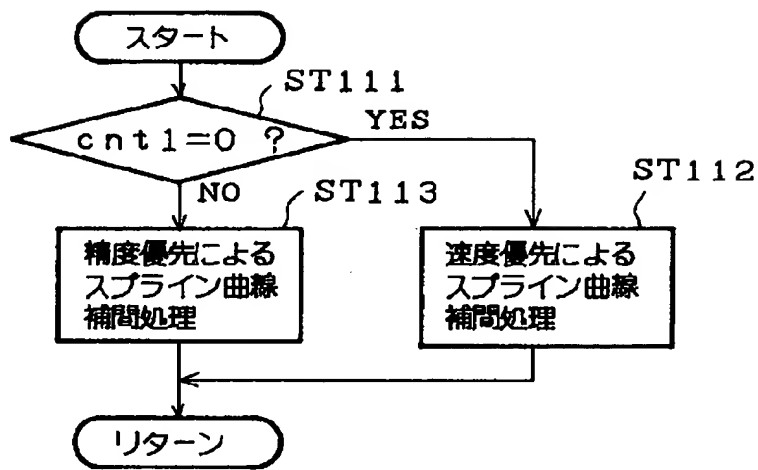 スタート
ST111
cnt1=0 ?
YES
NO
ST113
ST112
精度優先による
スプライン曲線
補間処理
速度優先による
スプライン曲線
補間処理
リターン